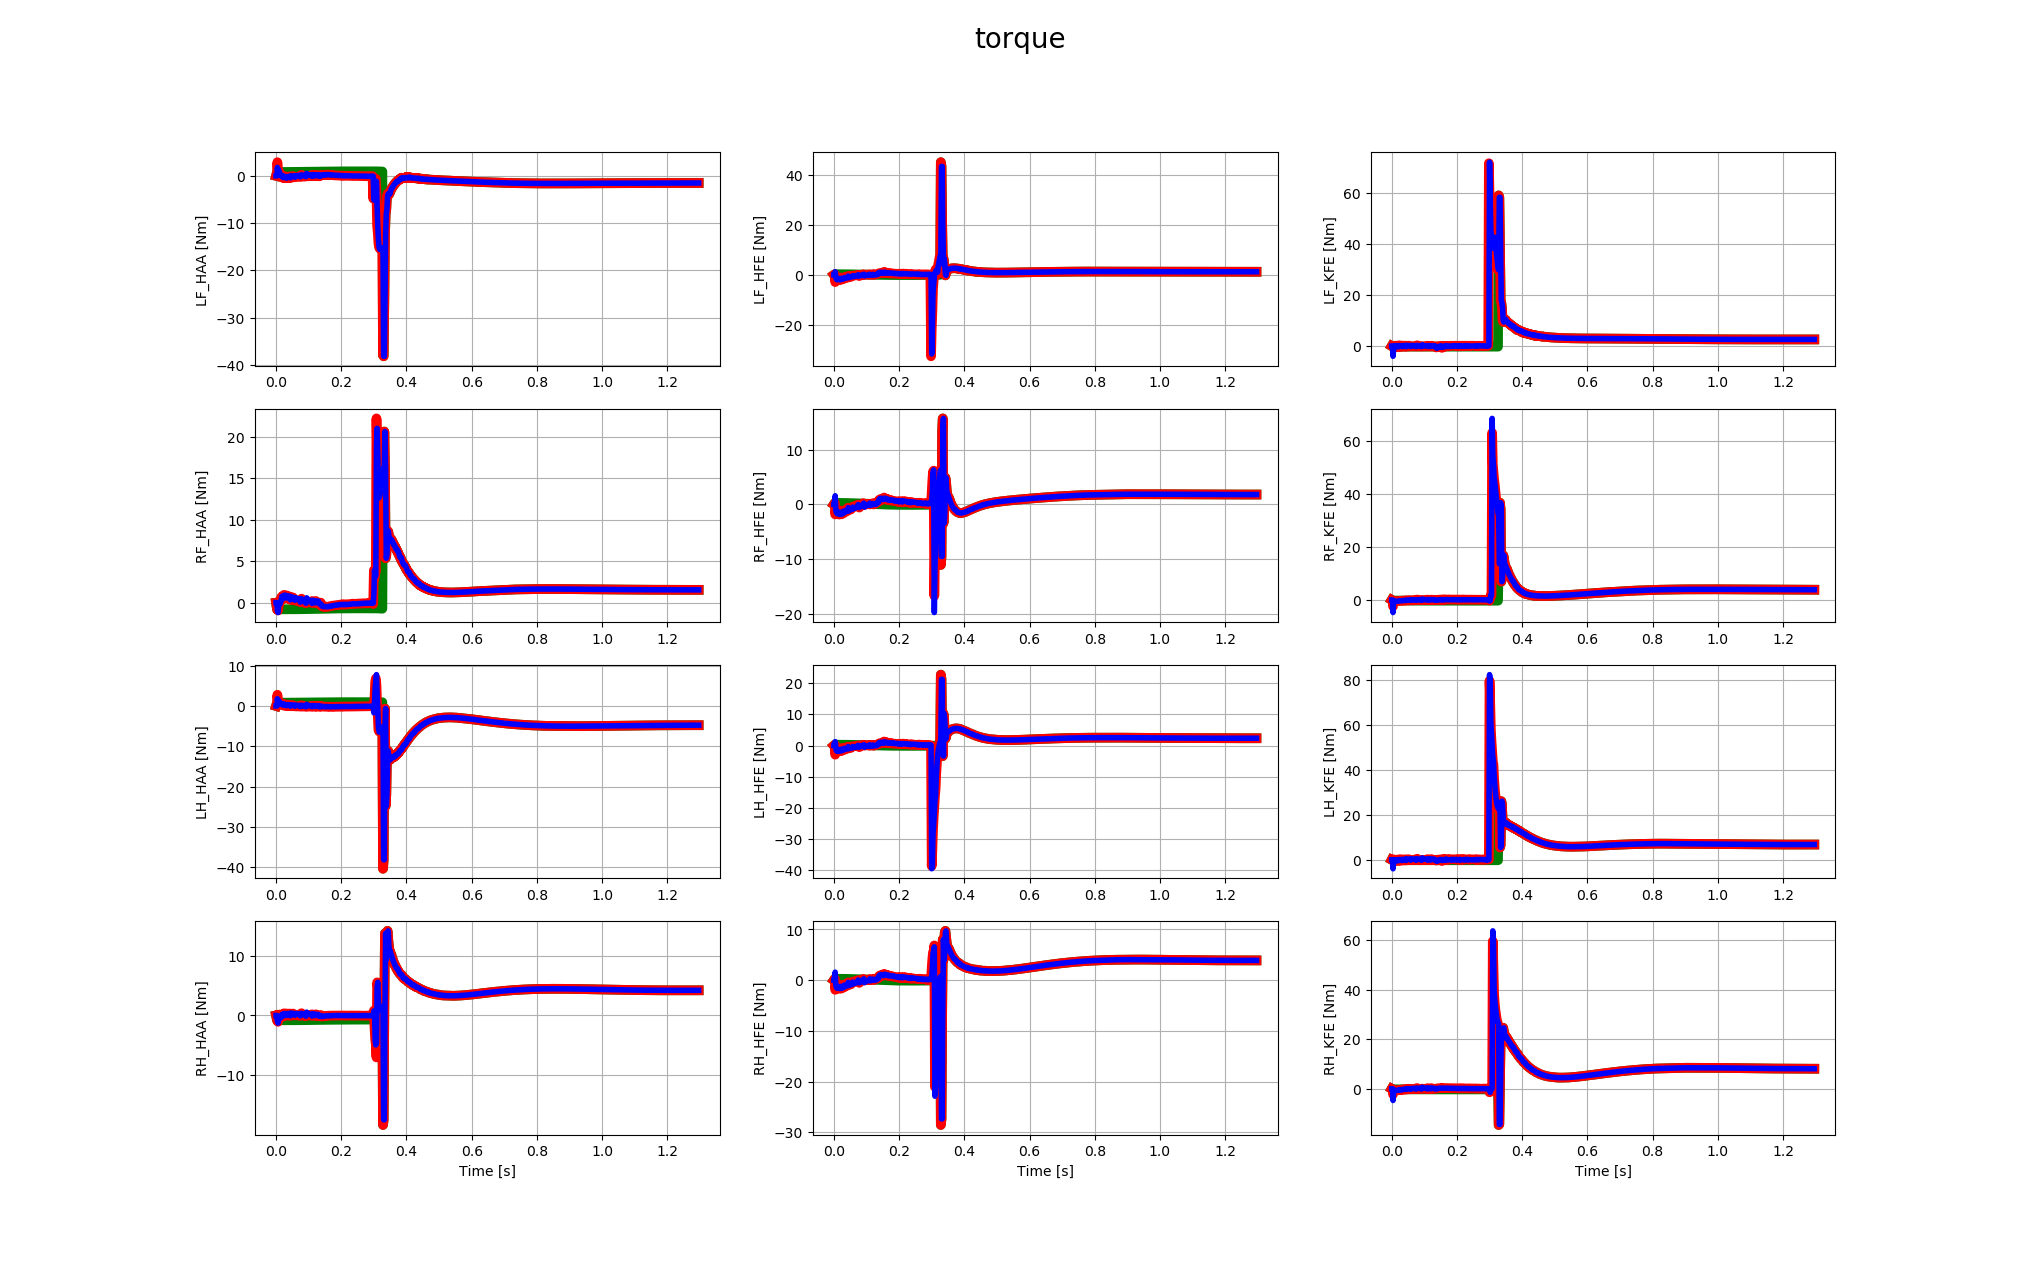 torque
LF_HAA [Nm]
0
−10
−20
−30
−40
0.0 0.2 0.4 0.6 0.8 1.0 1.2
LF_HFE [Nm]
40
20
0
−20
0.0 0.2 0.4 0.6 0.8 1.0 1.2
LF_KFE [Nm]
60
40
20
0
0.0 0.2 0.4 0.6 0.8 1.0 1.2
RF_HAA [Nm]
20
15
10
5
0
0.0 0.2 0.4 0.6 0.8 1.0 1.2
RF_HFE [Nm]
10
0
−10
−20
0.0 0.2 0.4 0.6 0.8 1.0 1.2
RF_KFE [Nm]
60
40
20
0
0.0 0.2 0.4 0.6 0.8 1.0 1.2
LH_HAA [Nm]
10
0
−10
−20
−30
−40
0.0 0.2 0.4 0.6 0.8 1.0 1.2
LH_HFE [Nm]
20
10
0
−10
−20
−30
−40
0.0 0.2 0.4 0.6 0.8 1.0 1.2
LH_KFE [Nm]
80
60
40
20
0
0.0 0.2 0.4 0.6 0.8 1.0 1.2
RH_HAA [Nm]
10
0
−10
0.0 0.2 0.4 0.6 0.8 1.0 1.2
Time [s]
RH_HFE [Nm]
10
0
−10
−20
−30
0.0 0.2 0.4 0.6 0.8 1.0 1.2
Time [s]
RH_KFE [Nm]
60
40
20
0
0.0 0.2 0.4 0.6 0.8 1.0 1.2
Time [s]